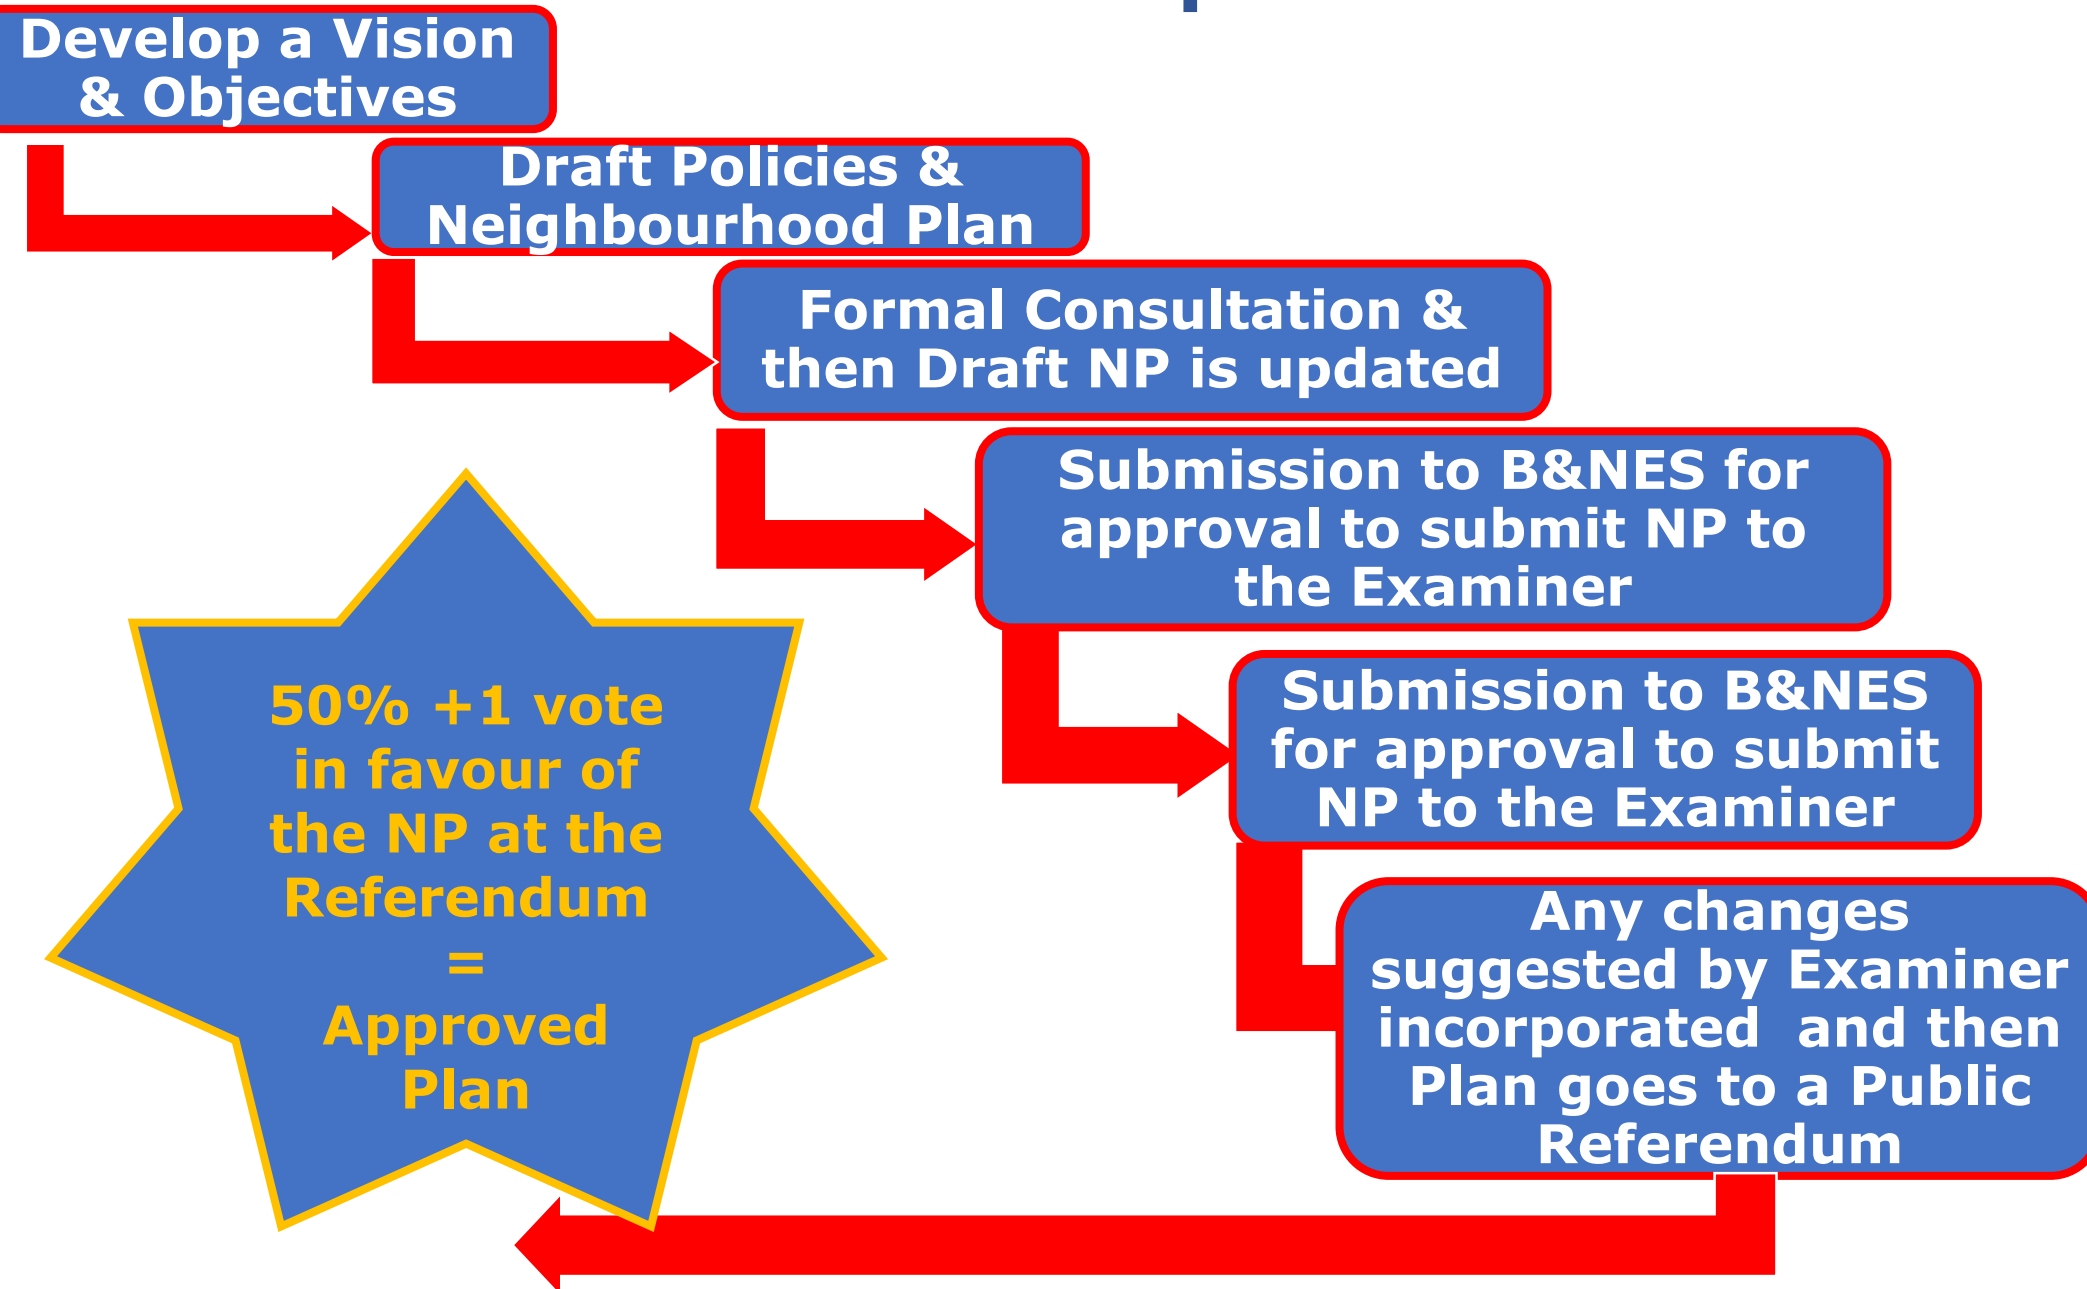 Develop a Vision
& Objectives
Draft Policies &
Neighbourhood Plan
Formal Consultation &
then Draft NP is updated
Submission to B&NES for
approval to submit NP to
the Examiner
Submission to B&NES
for approval to submit
NP to the Examiner
Any changes
suggested by Examiner
incorporated  and then
Plan goes to a Public
Referendum
50% +1 vote
in favour of
the NP at the
Referendum
=
Approved
Plan